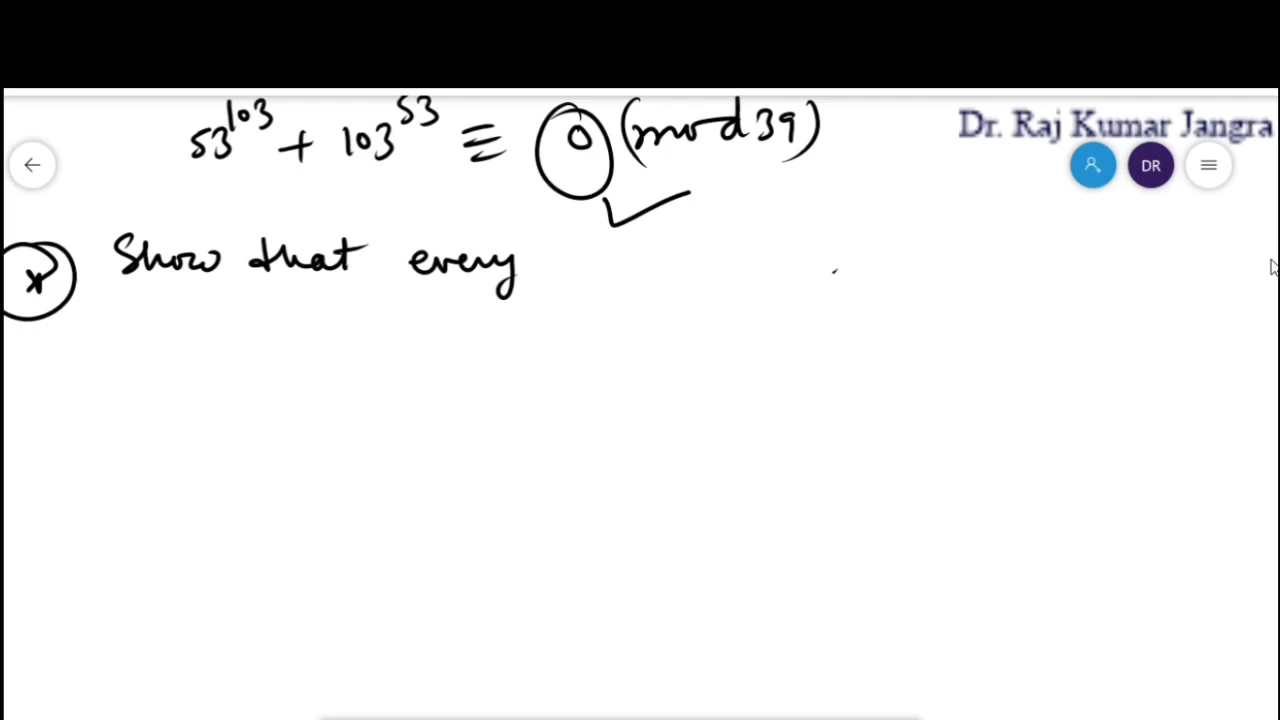 53^103 + 103^53 ≡ 0 (mod 39)
Dr. Raj Kumar Jangra
DR
* Show that every